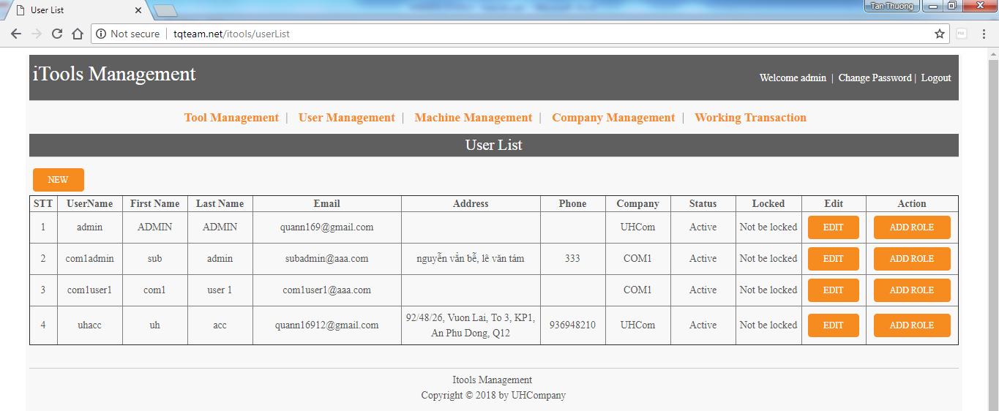 User List
Tan Thuong
Not secure | tqteam.net/itools/userList
iTools Management
Welcome admin | Change Password | Logout
Tool Management | User Management | Machine Management | Company Management | Working Transaction
User List
NEW
STT UserName First Name Last Name Email Address Phone Company Status Locked Edit Action
1 admin ADMIN ADMIN quann169@gmail.com UHCom Active Not be locked EDIT ADD ROLE
2 com1admin sub admin subadmin@aaa.com nguyễn vẳn bễ, lê văn tám 333 COM1 Active Not be locked EDIT ADD ROLE
3 com1user1 com1 user 1 com1user1@aaa.com COM1 Active Not be locked EDIT ADD ROLE
4 uhacc uh acc quann16912@gmail.com 92/48/26, Vuon Lai, To 3, KP1, 936948210 UHCom Active Not be locked EDIT ADD ROLE
An Phu Dong, Q12
Itools Management
Copyright © 2018 by UHCompany